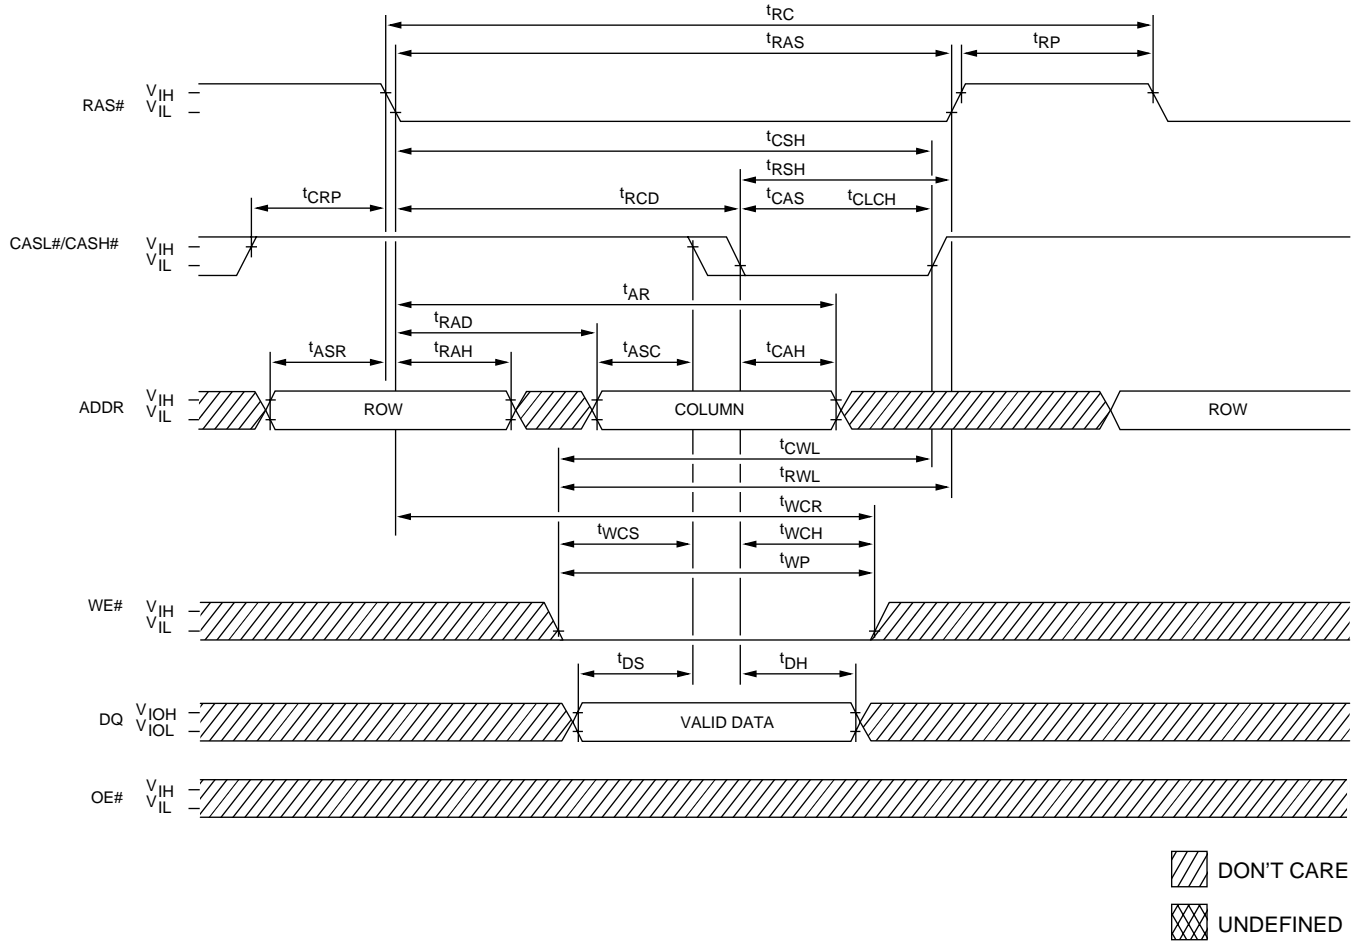 tRC
tRAS
tRP
RAS#
VIH
VIL
tCSH
tRSH
tCRP
tRCD
tCAS
tCLCH
CASL#/CASH#
VIH
VIL
tAR
tRAD
tASR
tRAH
tASC
tCAH
ADDR
VIH
VIL
ROW
COLUMN
ROW
tCWL
tRWL
tWCR
tWCS
tWCH
tWP
WE#
VIH
VIL
tDS
tDH
DQ
VIOH
VIOL
VALID DATA
OE#
VIH
VIL
DON'T CARE
UNDEFINED